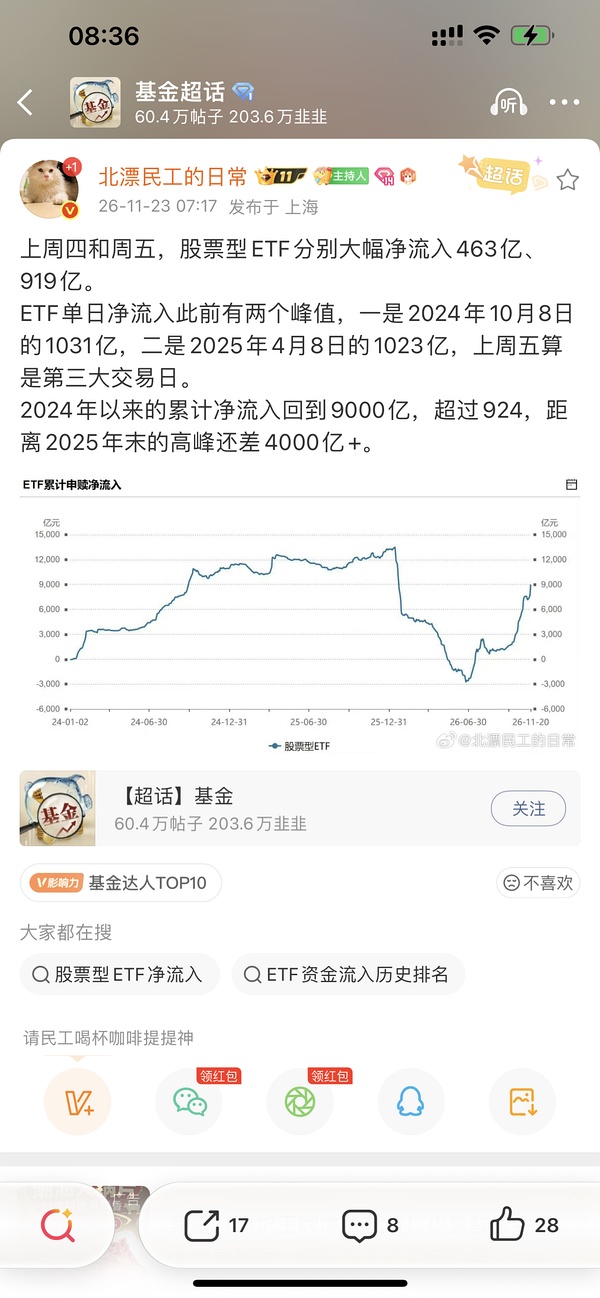 08:36
基金超话
60.4万帖子 203.6万韭韭
听
+1
北漂民工的日常
11
主持人
超话
26-11-23 07:17 发布于 上海
上周四和周五，股票型ETF分别大幅净流入463亿、
919亿。
ETF单日净流入此前有两个峰值，一是2024年10月8日
的1031亿，二是2025年4月8日的1023亿，上周五算
是第三大交易日。
2024年以来的累计净流入回到9000亿，超过924，距
离2025年末的高峰还差4000亿+。
ETF累计申赎净流入
亿元 亿元
15,000 15,000
12,000 12,000
9,000 9,000
6,000 6,000
3,000 3,000
0 0
-3,000 -3,000
-6,000 -6,000
24-01-02 24-06-30 24-12-31 25-06-30 25-12-31 26-06-30 26-11-20
股票型ETF
@北漂民工的日常
基金
【超话】基金
60.4万帖子 203.6万韭韭
关注
V影响力 基金达人TOP10
不喜欢
大家都在搜
股票型ETF净流入
ETF资金流入历史排名
请民工喝杯咖啡提提神
领红包
领红包
V+
广告
17
8
28